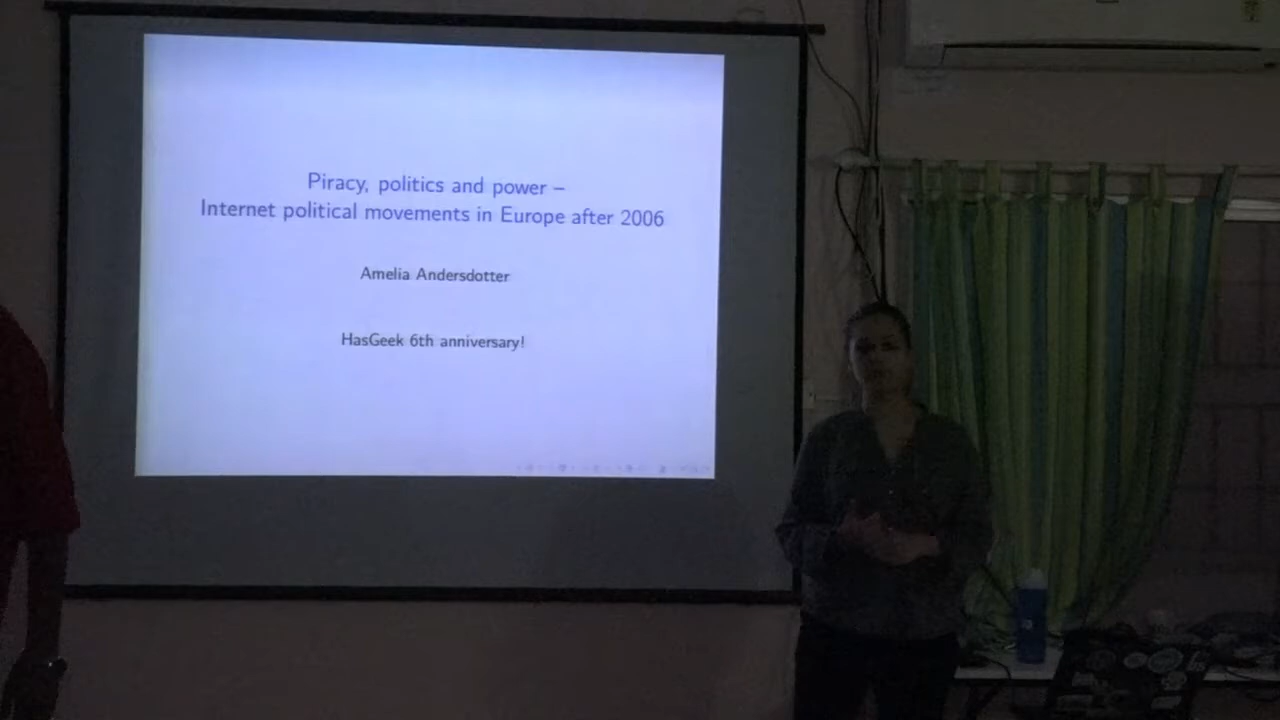 Piracy, politics and power –
Internet political movements in Europe after 2006
Amelia Andersdotter
HasGeek 6th anniversary!